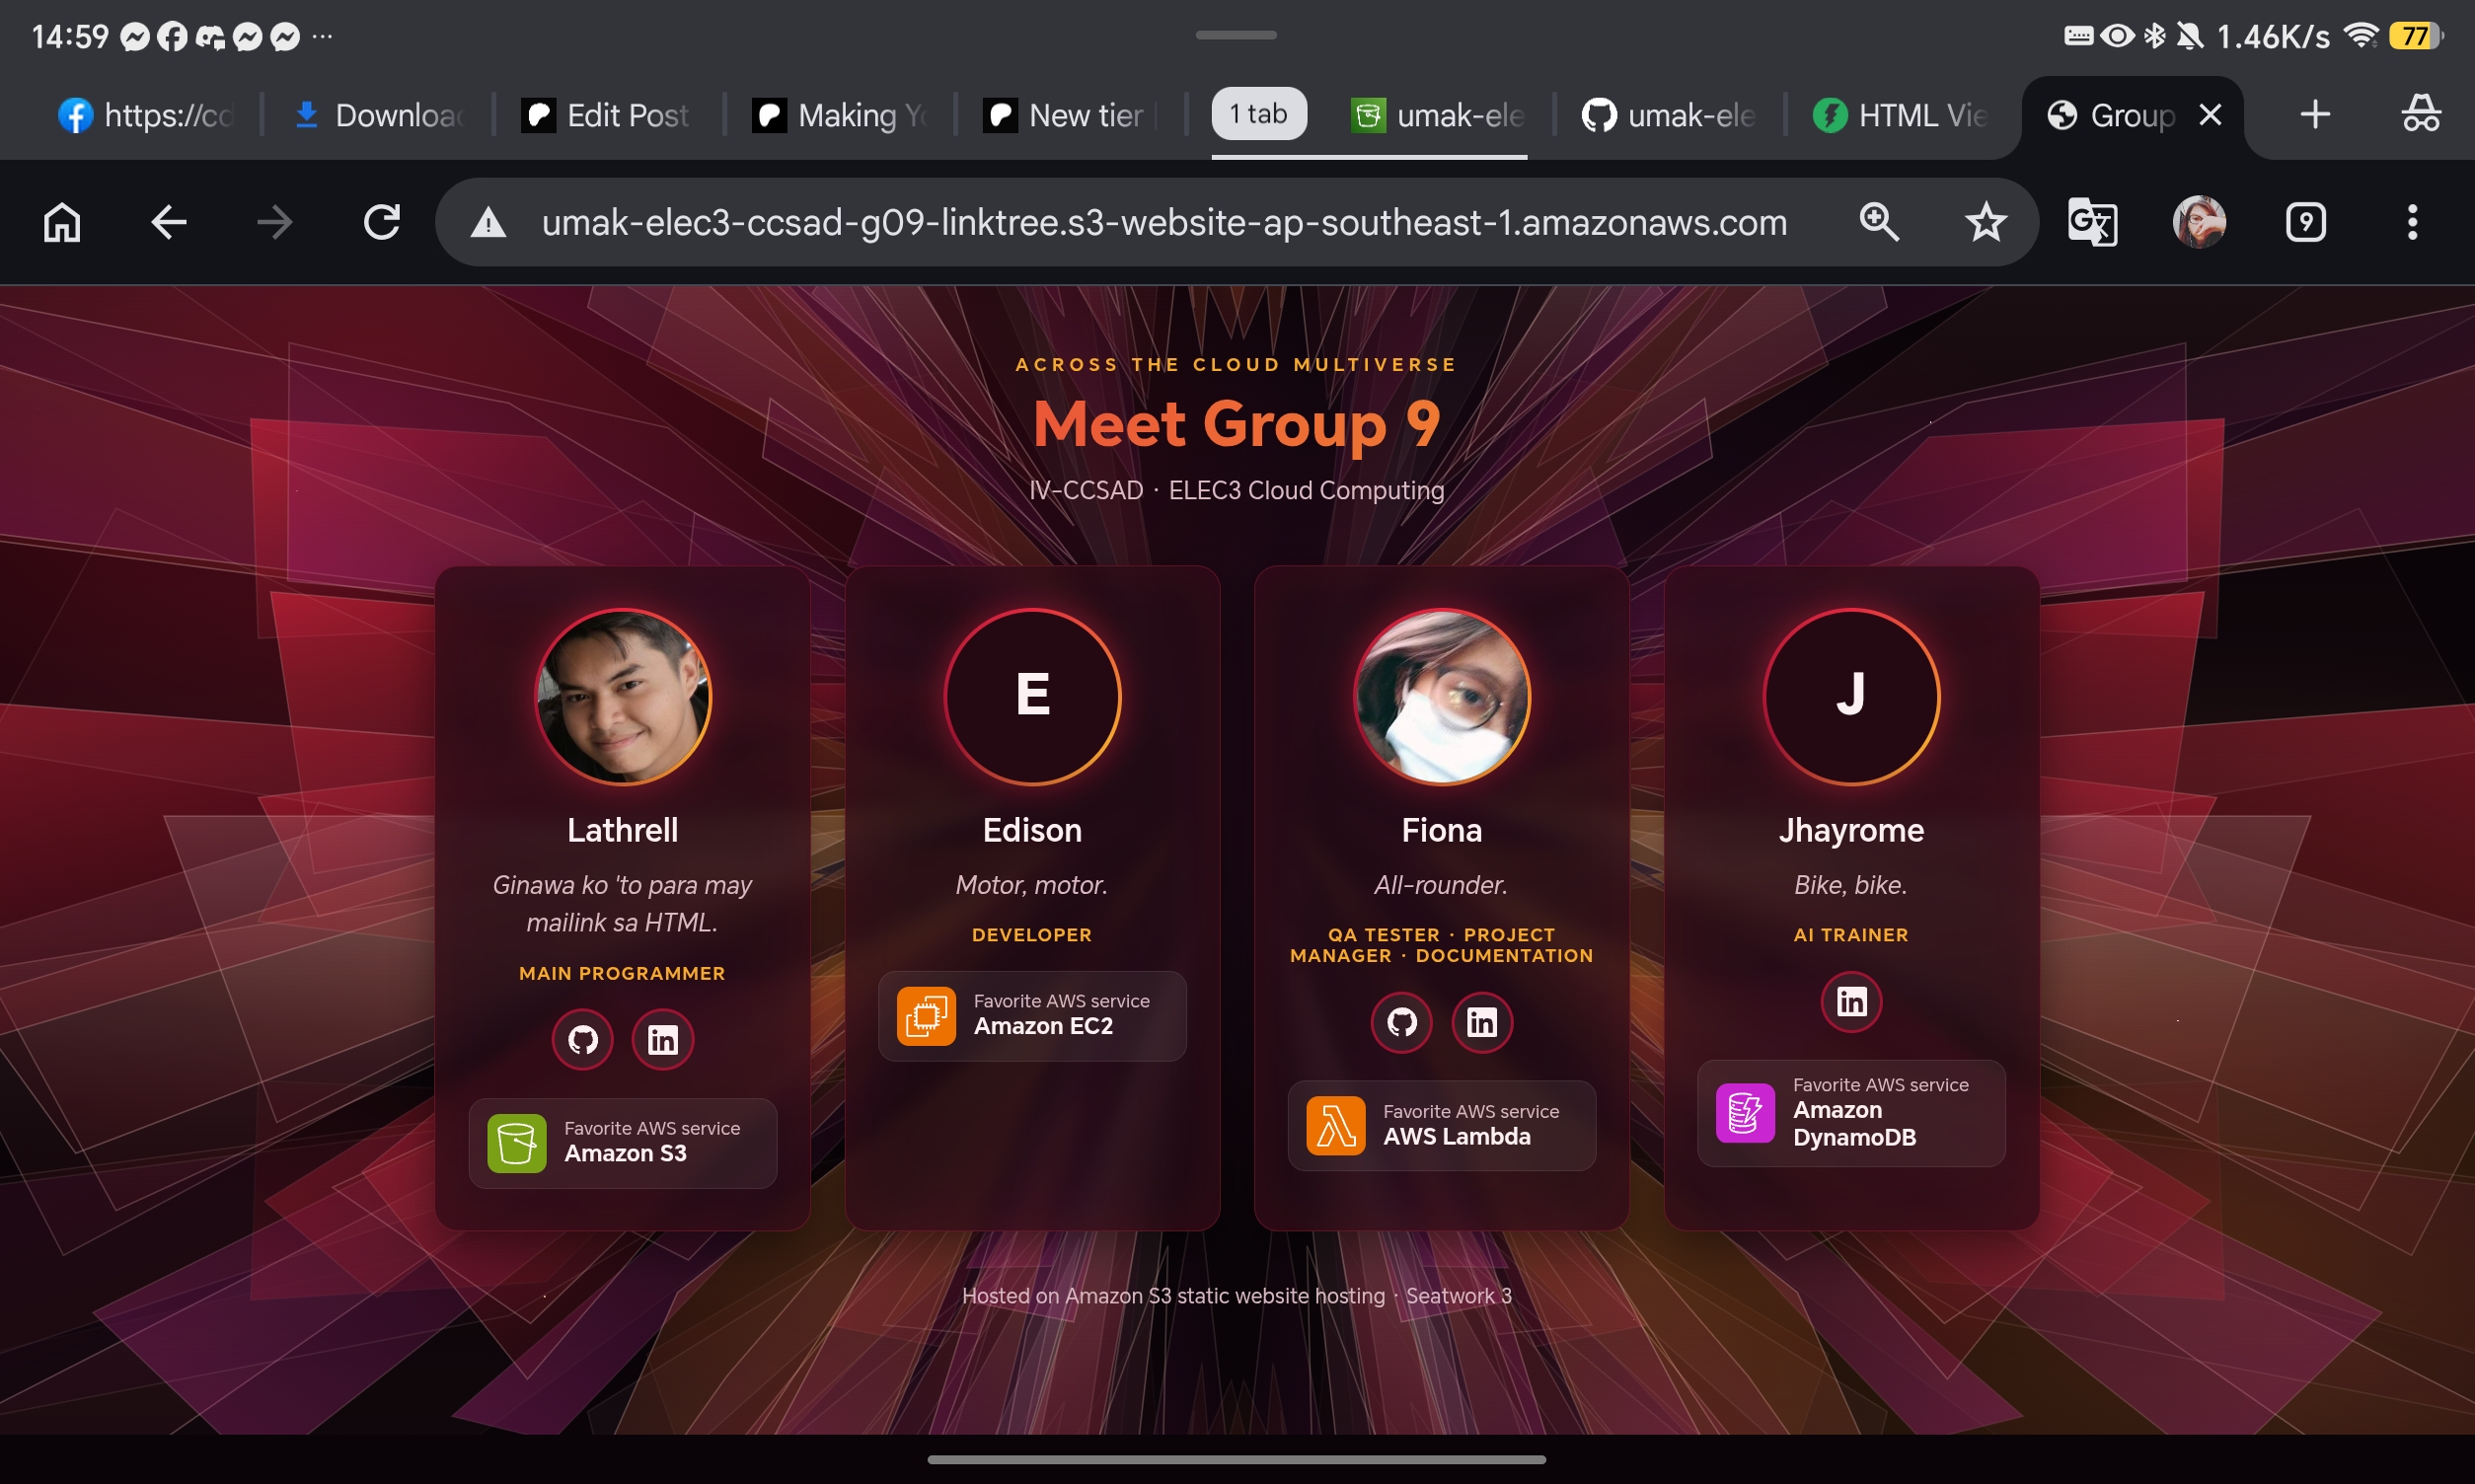 14:59
1.46K/s
77
https://cd
Downloac
Edit Post
Making Yo
New tier
1 tab
umak-ele
umak-ele
HTML Vie
Group
umak-elec3-ccsad-g09-linktree.s3-website-ap-southeast-1.amazonaws.com
9
ACROSS THE CLOUD MULTIVERSE
Meet Group 9
IV-CCSAD · ELEC3 Cloud Computing
Lathrell
Ginawa ko 'to para may
mailink sa HTML.
MAIN PROGRAMMER
Favorite AWS service
Amazon S3
E
Edison
Motor, motor.
DEVELOPER
Favorite AWS service
Amazon EC2
Fiona
All-rounder.
QA TESTER · PROJECT
MANAGER · DOCUMENTATION
Favorite AWS service
AWS Lambda
J
Jhayrome
Bike, bike.
AI TRAINER
Favorite AWS service
Amazon
DynamoDB
Hosted on Amazon S3 static website hosting · Seatwork 3